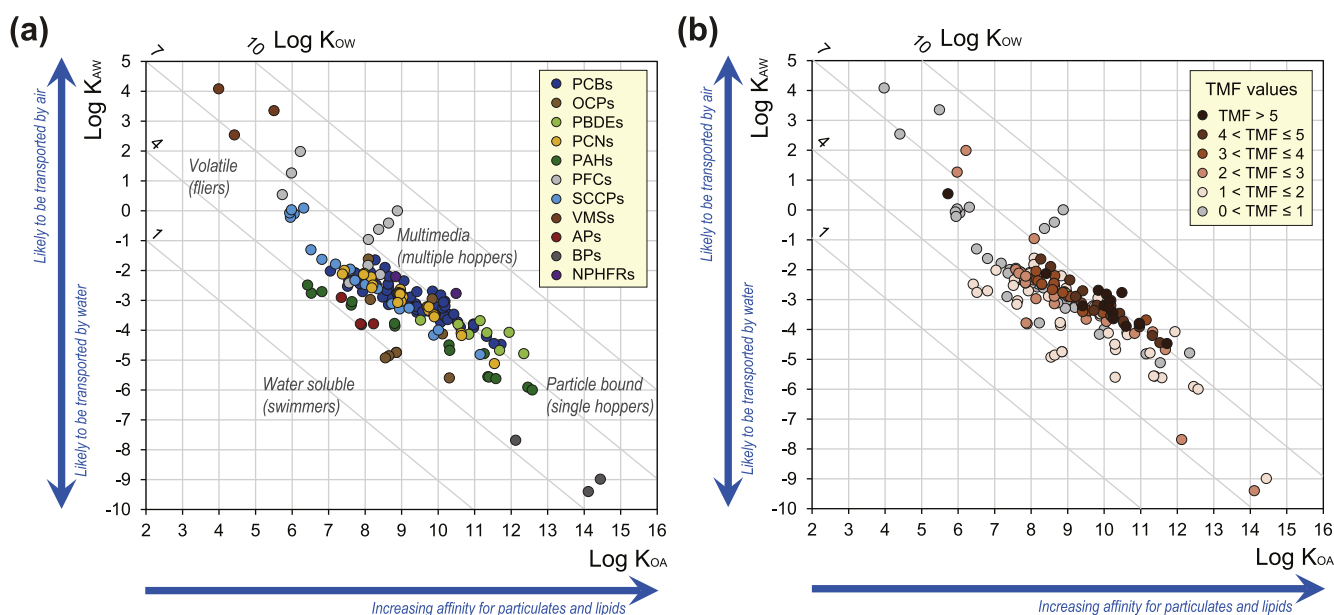 (a)
Log KOW
7
10
4
1
Log KAW
Likely to be transported by air
Likely to be transported by water
5
4
3
2
1
0
-1
-2
-3
-4
-5
-6
-7
-8
-9
-10
Volatile
(fliers)
Multimedia
(multiple hoppers)
Water soluble
(swimmers)
Particle bound
(single hoppers)
PCBs
OCPs
PBDEs
PCNs
PAHs
PFCs
SCCPs
VMSs
APs
BPs
NPHFRs
2 3 4 5 6 7 8 9 10 11 12 13 14 15 16
Log KOA
Increasing affinity for particulates and lipids
(b)
Log KOW
7
10
4
1
Log KAW
Likely to be transported by air
Likely to be transported by water
5
4
3
2
1
0
-1
-2
-3
-4
-5
-6
-7
-8
-9
-10
TMF values
TMF > 5
4 < TMF ≤ 5
3 < TMF ≤ 4
2 < TMF ≤ 3
1 < TMF ≤ 2
0 < TMF ≤ 1
2 3 4 5 6 7 8 9 10 11 12 13 14 15 16
Log KOA
Increasing affinity for particulates and lipids